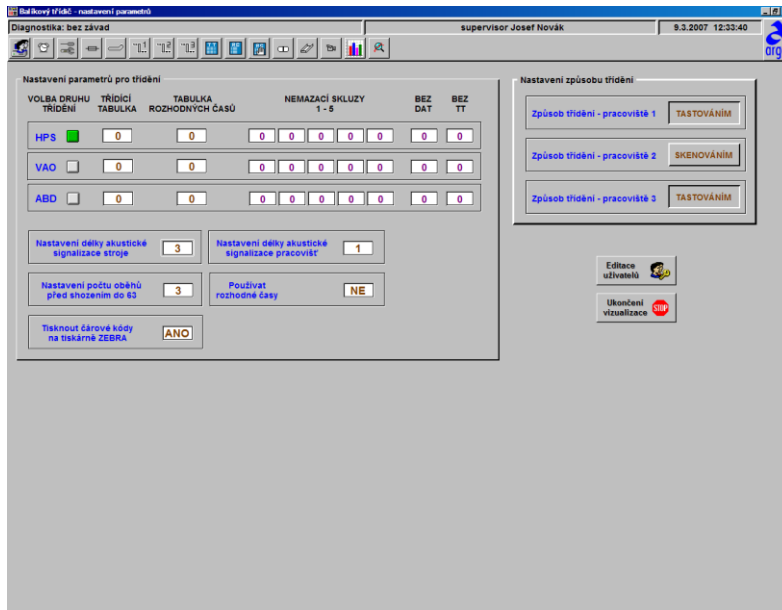 Balíkový třídič - nastavení parametrů
Diagnostika: bez závad
supervisor Josef Novák
9.3.2007 12:33:40
arg
Nastavení parametrů pro třídění
VOLBA DRUHU TŘÍDÍCÍ TABULKA NEMAZACÍ SKLUZY BEZ BEZ
TŘÍDĚNÍ TABULKA ROZHODNÝCH ČASŮ 1 - 5 DAT TT
HPS 0 0 0 0 0 0 0 0 0
VAO 0 0 0 0 0 0 0 0 0
ABD 0 0 0 0 0 0 0 0 0
Nastavení délky akustické
signalizace stroje
3
Nastavení délky akustické
signalizace pracovišť
1
Nastavení počtu oběhů
před shozením do 63
3
Používat
rozhodné časy
NE
Tisknout čárové kódy
na tiskárně ZEBRA
ANO
Nastavení způsobu třídění
Způsob třídění - pracoviště 1 TASTOVÁNÍM
Způsob třídění - pracoviště 2 SKENOVÁNÍM
Způsob třídění - pracoviště 3 TASTOVÁNÍM
Editace
uživatelů
Ukončení
vizualizace
STOP